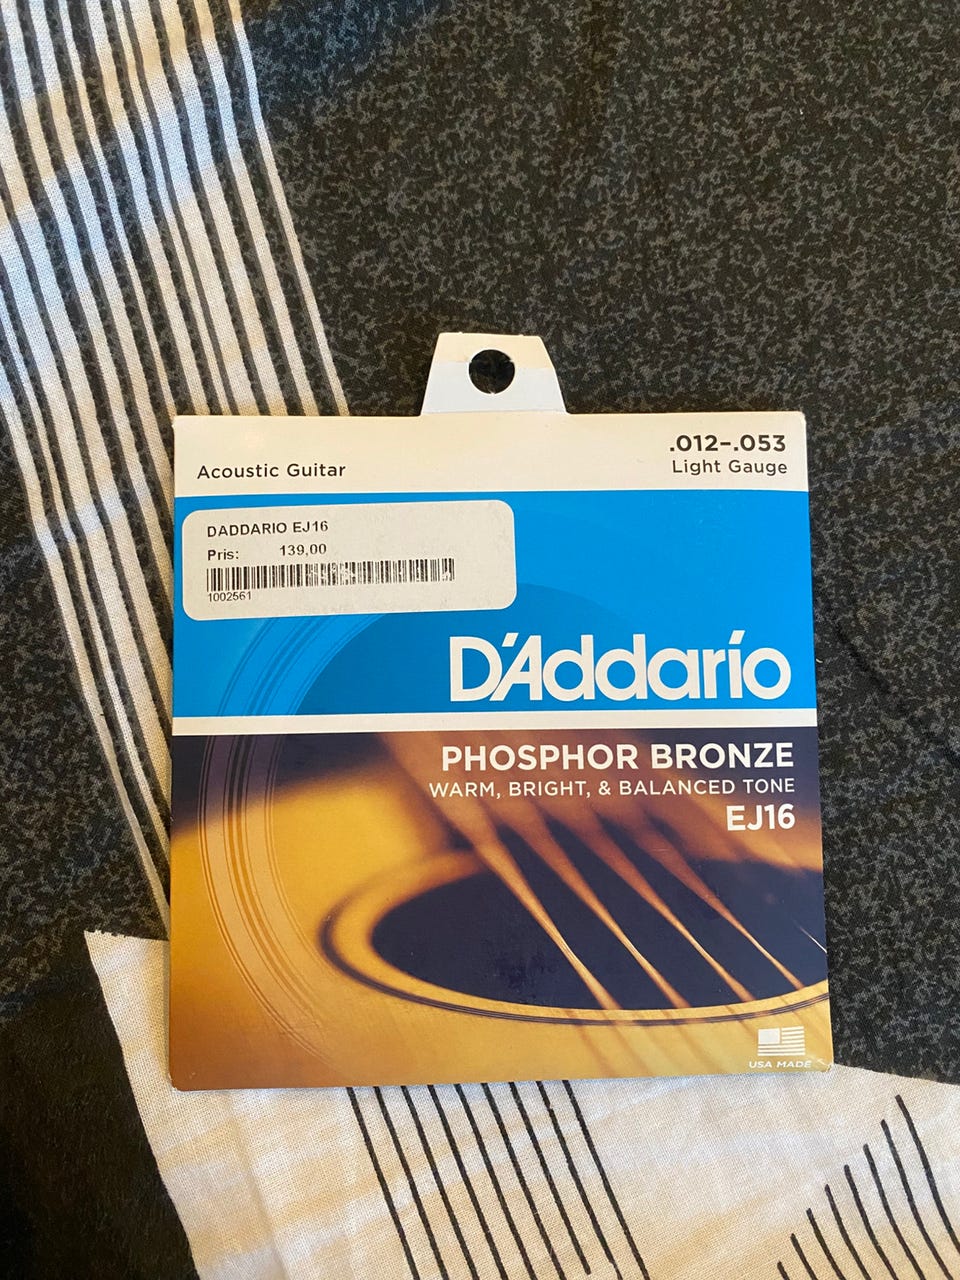 Acoustic Guitar
.012–.053
Light Gauge
DADDARIO EJ16
Pris: 139,00
1002561
D'Addario
PHOSPHOR BRONZE
WARM, BRIGHT, & BALANCED TONE
EJ16
USA MADE